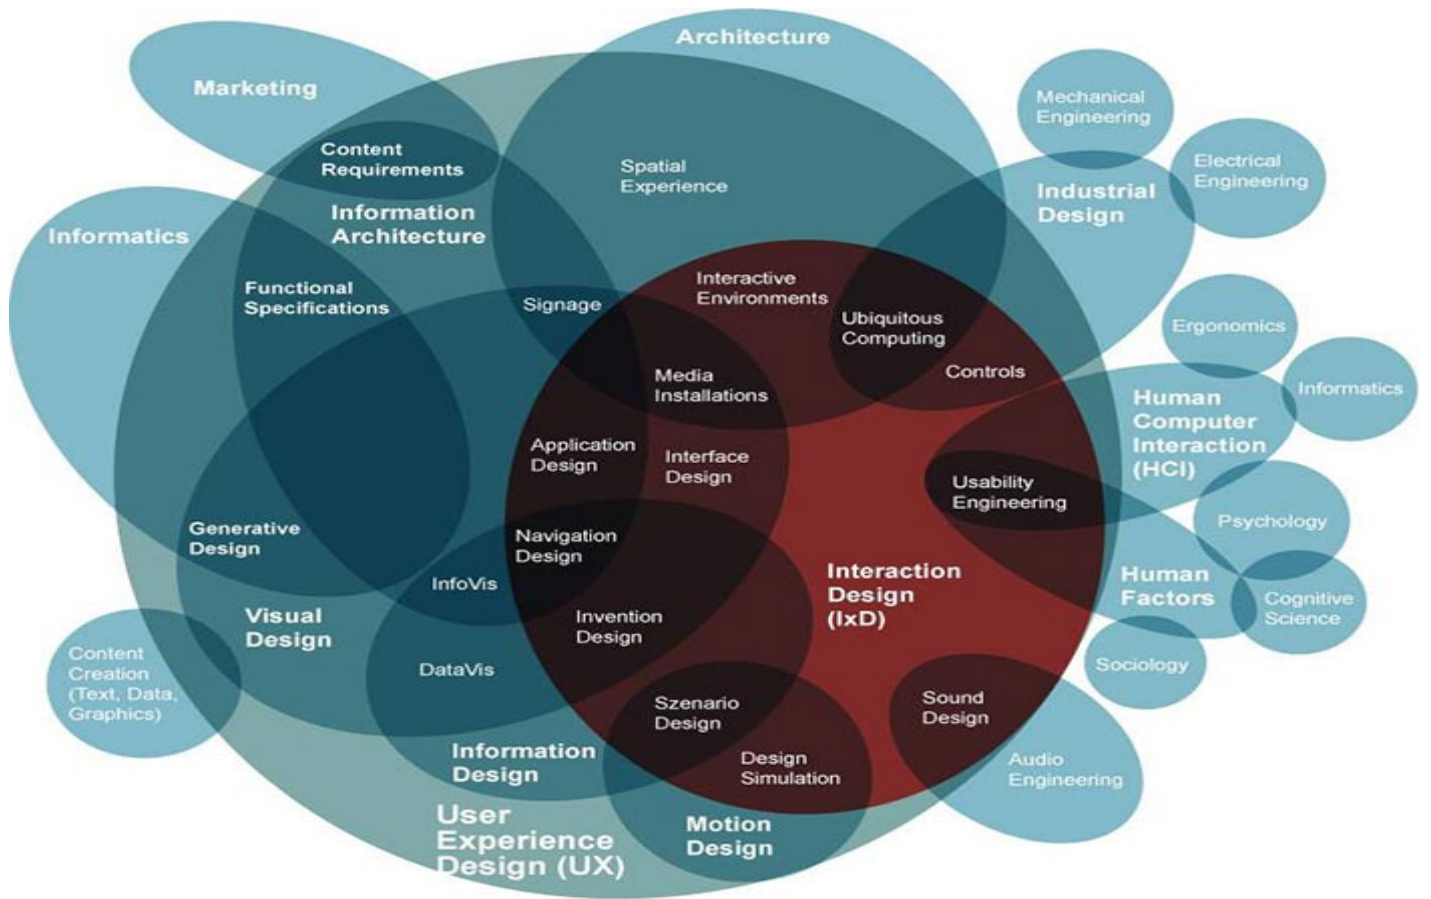 Architecture
Marketing
Mechanical
Engineering
Content
Requirements
Spatial
Experience
Electrical
Engineering
Industrial
Design
Information
Architecture
Informatics
Functional
Specifications
Signage
Interactive
Environments
Ubiquitous
Computing
Ergonomics
Controls
Media
Installations
Informatics
Human
Computer
Interaction
(HCI)
Application
Design
Interface
Design
Usability
Engineering
Psychology
Generative
Design
Navigation
Design
InfoVis
Interaction
Design
(IxD)
Human
Factors
Cognitive
Science
Visual
Design
Invention
Design
Content
Creation
(Text, Data,
Graphics)
DataVis
Sociology
Szenario
Design
Sound
Design
Information
Design
Design
Simulation
Audio
Engineering
User
Experience
Design (UX)
Motion
Design